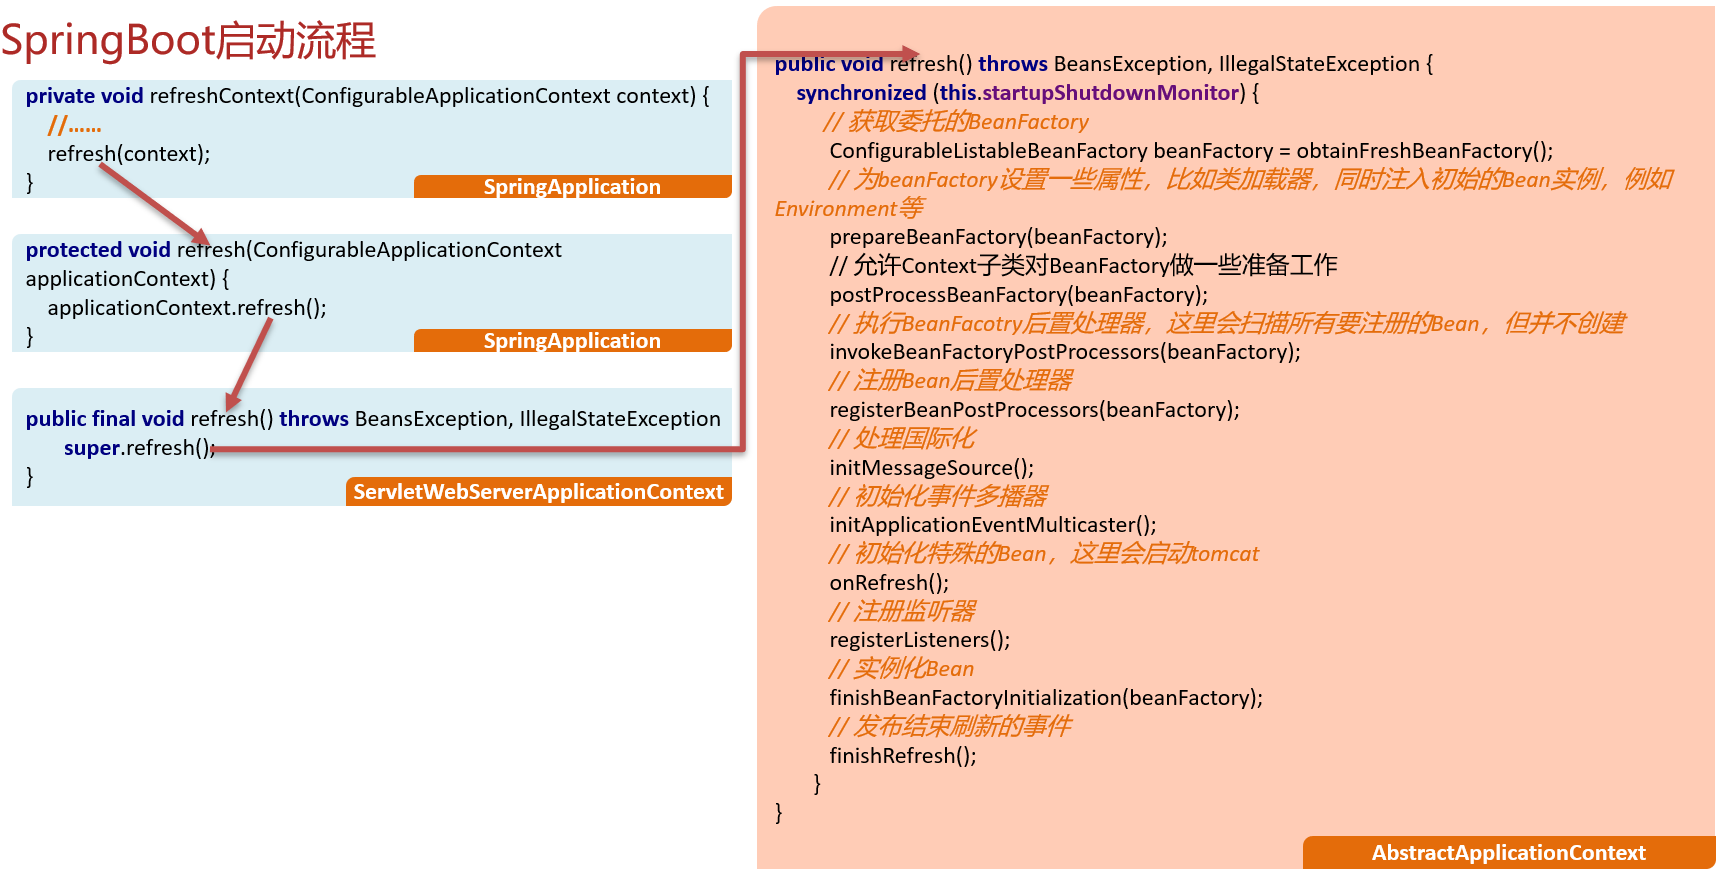 SpringBoot启动流程
private void refreshContext(ConfigurableApplicationContext context) {
//......
refresh(context);
}
SpringApplication
protected void refresh(ConfigurableApplicationContext
applicationContext) {
applicationContext.refresh();
}
SpringApplication
public final void refresh() throws BeansException, IllegalStateException
super.refresh();
}
ServletWebServerApplicationContext
public void refresh() throws BeansException, IllegalStateException {
synchronized (this.startupShutdownMonitor) {
// 获取委托的BeanFactory
ConfigurableListableBeanFactory beanFactory = obtainFreshBeanFactory();
// 为beanFactory设置一些属性，比如类加载器，同时注入初始的Bean实例，例如
Environment等
prepareBeanFactory(beanFactory);
// 允许Context子类对BeanFactory做一些准备工作
postProcessBeanFactory(beanFactory);
// 执行BeanFacotry后置处理器，这里会扫描所有要注册的Bean，但并不创建
invokeBeanFactoryPostProcessors(beanFactory);
// 注册Bean后置处理器
registerBeanPostProcessors(beanFactory);
// 处理国际化
initMessageSource();
// 初始化事件多播器
initApplicationEventMulticaster();
// 初始化特殊的Bean，这里会启动tomcat
onRefresh();
// 注册监听器
registerListeners();
// 实例化Bean
finishBeanFactoryInitialization(beanFactory);
// 发布结束刷新的事件
finishRefresh();
}
}
AbstractApplicationContext